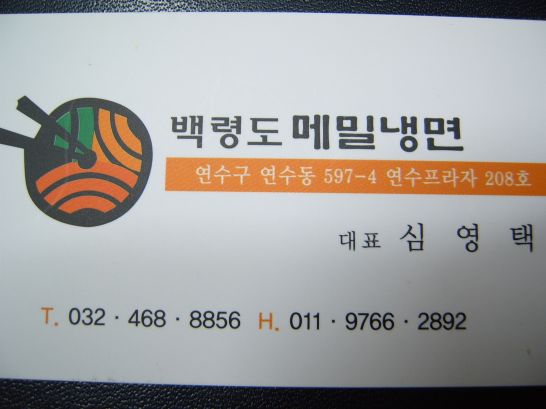 백령도 메밀냉면
연수구 연수동 597-4 연수프라자 208호
대표 심 영 택
T. 032 · 468 · 8856 H. 011 · 9766 · 2892